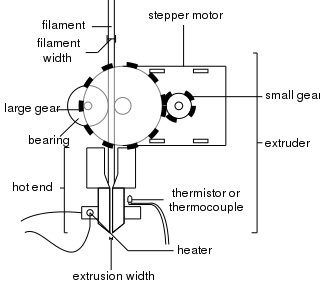 stepper motor
filament
filament
width
small gear
large gear
bearing
extruder
hot end
thermistor or
thermocouple
heater
extrusion width